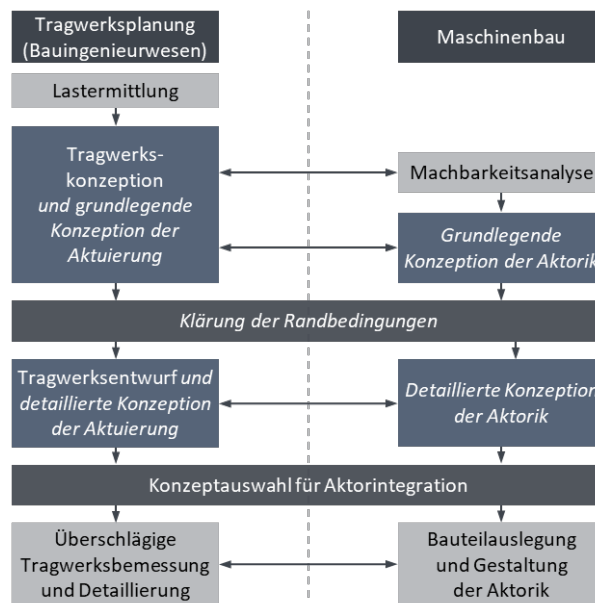 Tragwerksplanung
(Bauingenieurwesen)
Maschinenbau
Lastermittlung
Tragwerks-
konzeption
und grundlegende
Konzeption der
Aktuierung
Machbarkeitsanalyse
Grundlegende
Konzeption der Aktorik
Klärung der Randbedingungen
Tragwerksentwurf und
detaillierte Konzeption
der Aktuierung
Detaillierte Konzeption
der Aktorik
Konzeptauswahl für Aktorintegration
Überschlägige
Tragwerksbemessung
und Detaillierung
Bauteilauslegung
und Gestaltung
der Aktorik